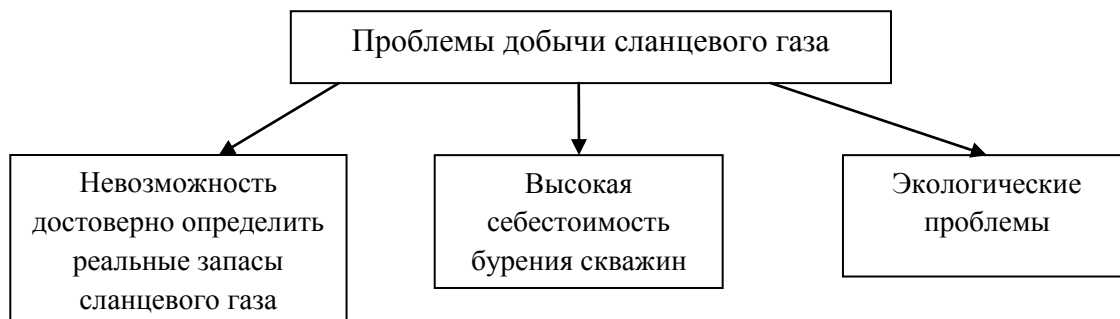 Проблемы добычи сланцевого газа
Невозможность
достоверно определить
реальные запасы
сланцевого газа
Высокая
себестоимость
бурения скважин
Экологические
проблемы